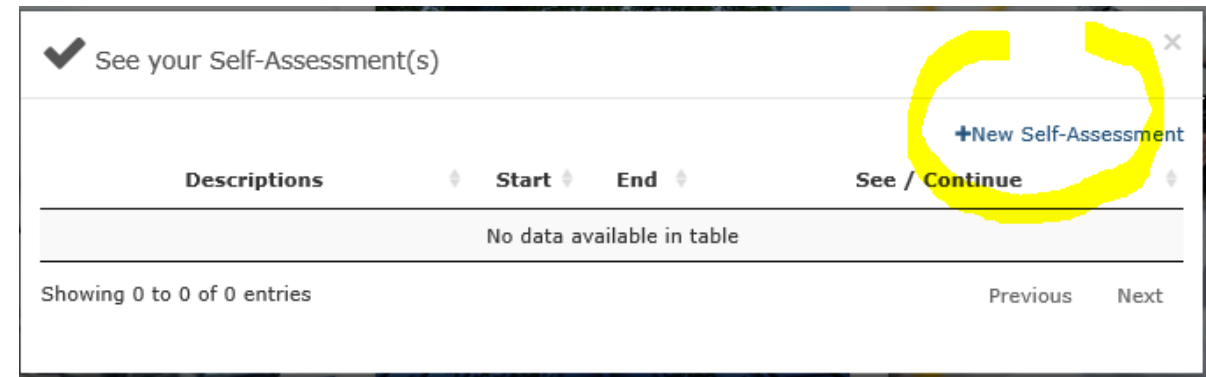 See your Self-Assessment(s)
×
+New Self-Assessment
Descriptions Start End See / Continue
No data available in table
Showing 0 to 0 of 0 entries Previous Next